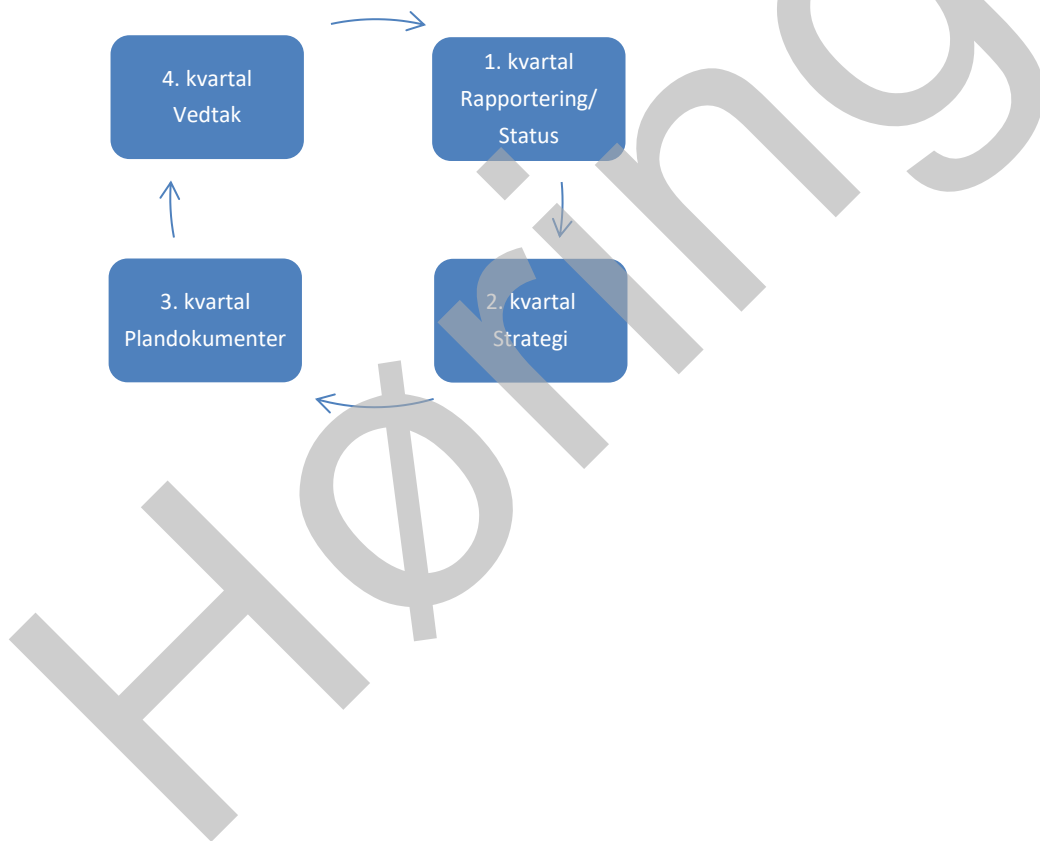 4. kvartal
Vedtak
1. kvartal
Rapportering/
Status
3. kvartal
Plandokumenter
2. kvartal
Strategi
Høring